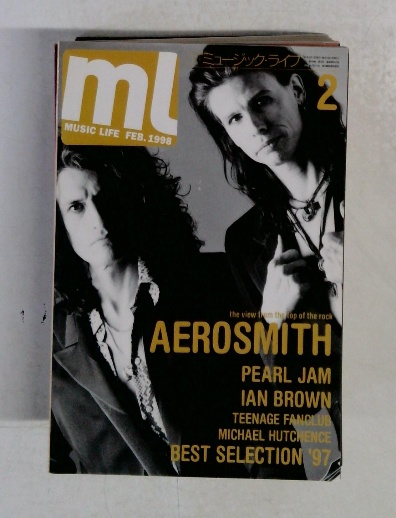 ml
ミュージック・ライフ
2
MUSIC LIFE FEB. 1998
the view from the top of the rock
AEROSMITH
PEARL JAM
IAN BROWN
TEENAGE FANCLUB
MICHAEL HUTCHENCE
BEST SELECTION '97